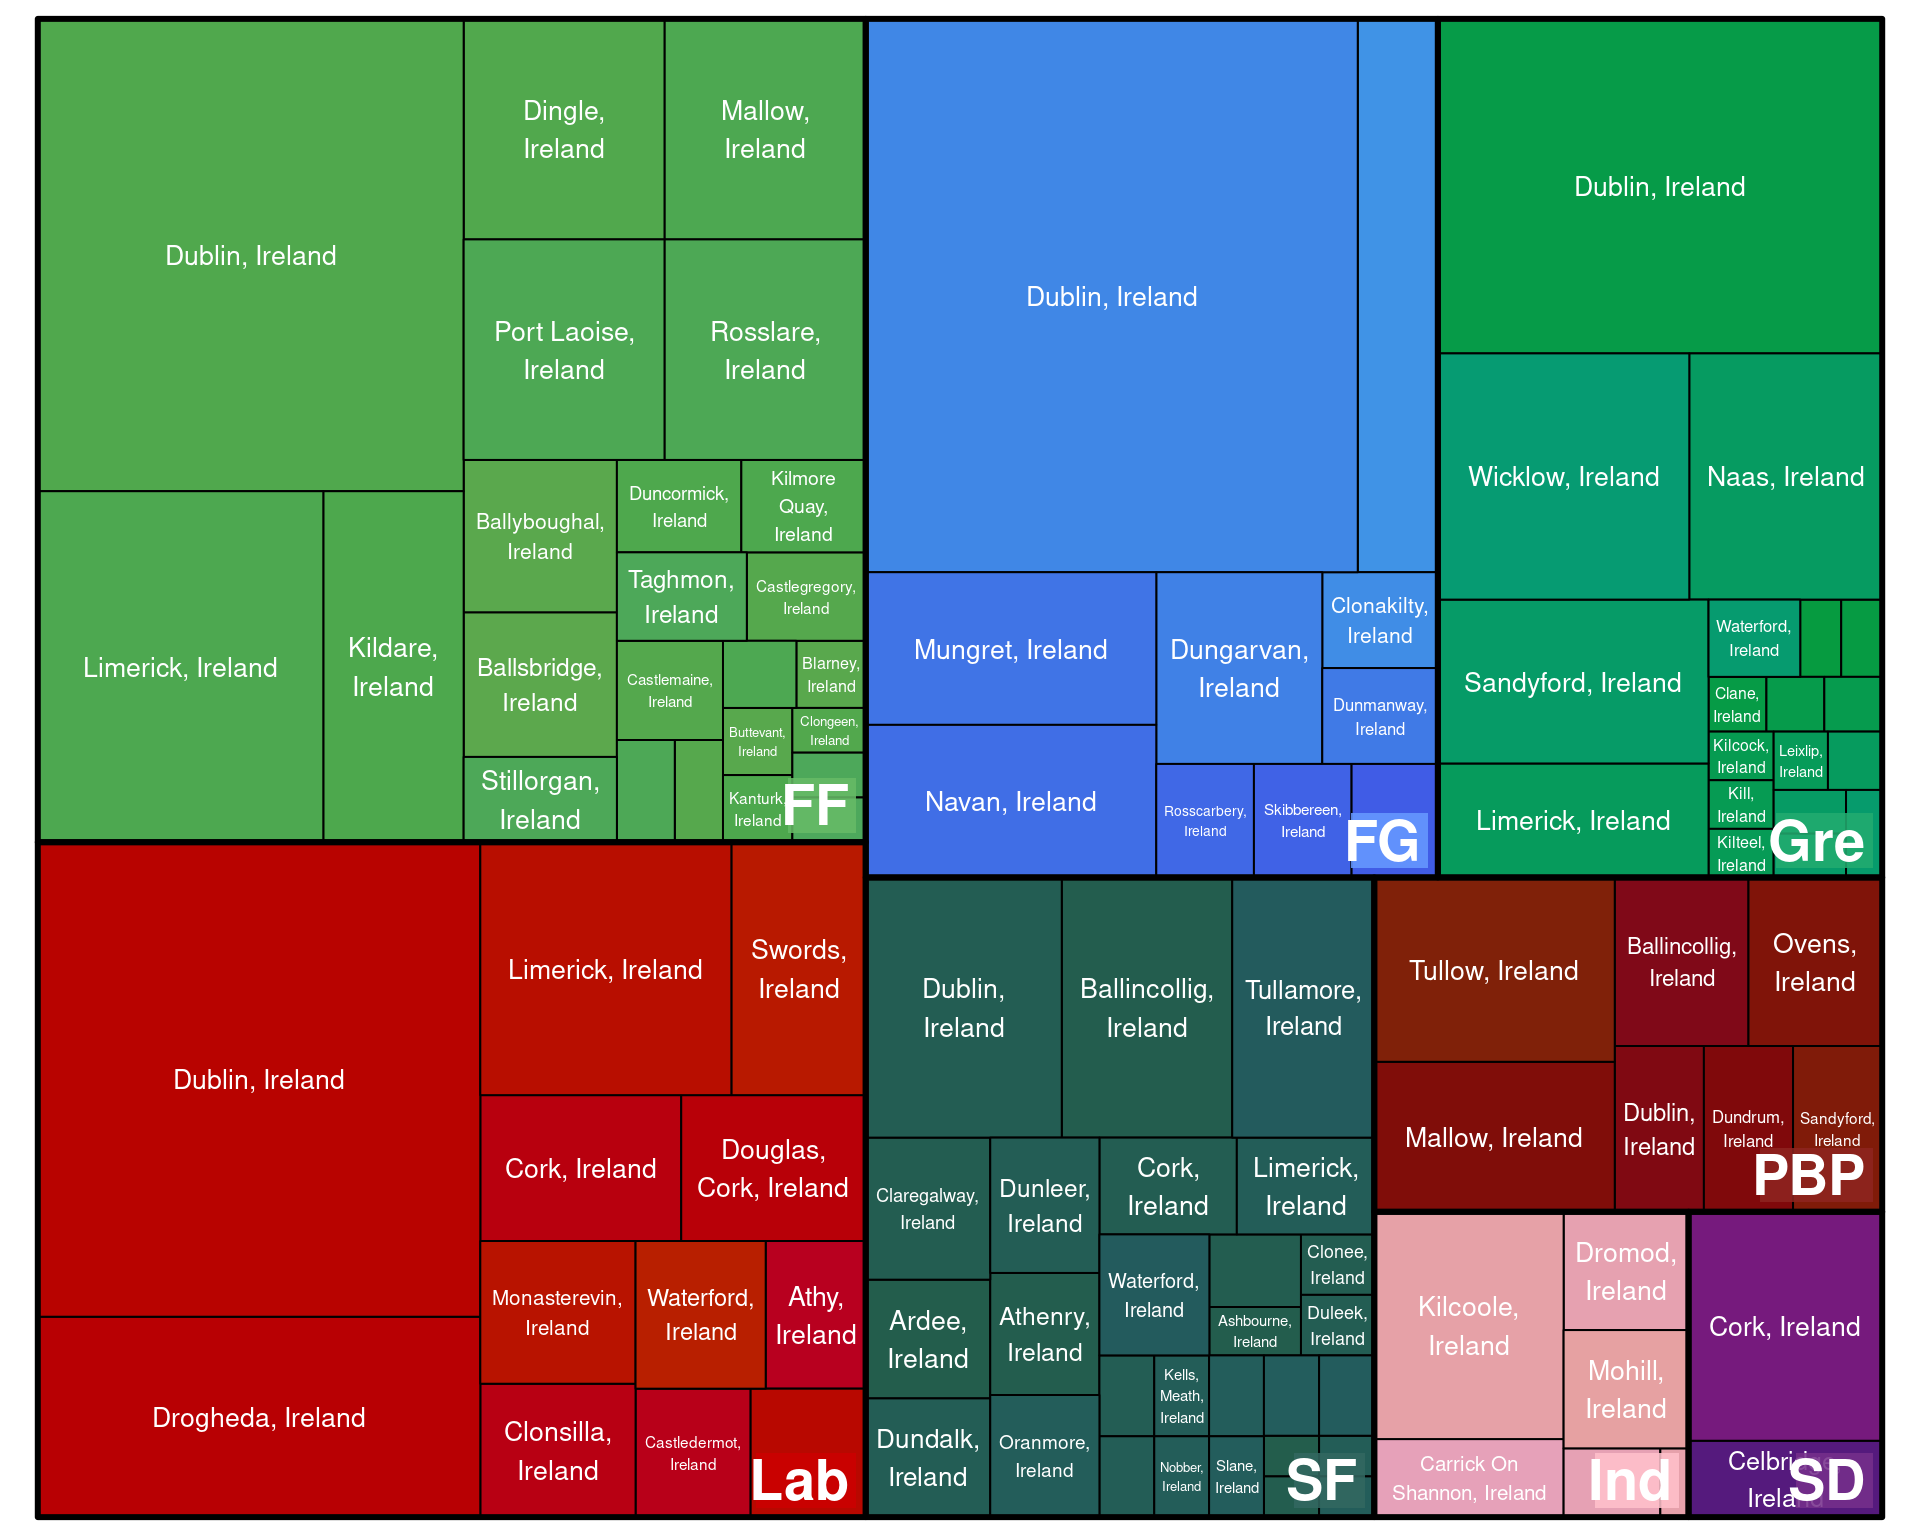 Dublin, Ireland
Dingle,
Ireland
Mallow,
Ireland
Port Laoise,
Ireland
Rosslare,
Ireland
Limerick, Ireland
Kildare,
Ireland
Ballyboughal,
Ireland
Duncormick,
Ireland
Kilmore
Quay,
Ireland
Taghmon,
Ireland
Castlegregory,
Ireland
Ballsbridge,
Ireland
Castlemaine,
Ireland
Blarney,
Ireland
Buttevant,
Ireland
Clongeen,
Ireland
Stillorgan,
Ireland
Kanturk,
Ireland
FF
Dublin, Ireland
Mungret, Ireland
Dungarvan,
Ireland
Clonakilty,
Ireland
Dunmanway,
Ireland
Navan, Ireland
Rosscarbery,
Ireland
Skibbereen,
Ireland
FG
Dublin, Ireland
Wicklow, Ireland
Naas, Ireland
Sandyford, Ireland
Waterford,
Ireland
Clane,
Ireland
Kilcock,
Ireland
Leixlip,
Ireland
Kill,
Ireland
Limerick, Ireland
Kilteel,
Ireland
Gre
Dublin, Ireland
Limerick, Ireland
Swords,
Ireland
Cork, Ireland
Douglas,
Cork, Ireland
Monasterevin,
Ireland
Waterford,
Ireland
Athy,
Ireland
Drogheda, Ireland
Clonsilla,
Ireland
Castledermot,
Ireland
Lab
Dublin,
Ireland
Ballincollig,
Ireland
Tullamore,
Ireland
Claregalway,
Ireland
Dunleer,
Ireland
Cork,
Ireland
Limerick,
Ireland
Waterford,
Ireland
Clonee,
Ireland
Ashbourne,
Ireland
Duleek,
Ireland
Ardee,
Ireland
Athenry,
Ireland
Kells,
Meath,
Ireland
Dundalk,
Ireland
Oranmore,
Ireland
Nobber,
Ireland
Slane,
Ireland
SF
Tullow, Ireland
Ballincollig,
Ireland
Ovens,
Ireland
Mallow, Ireland
Dublin,
Ireland
Dundrum,
Ireland
Sandyford,
Ireland
PBP
Kilcoole,
Ireland
Dromod,
Ireland
Mohill,
Ireland
Carrick On
Shannon, Ireland
Ind
Cork, Ireland
Celbridge,
Ireland
SD